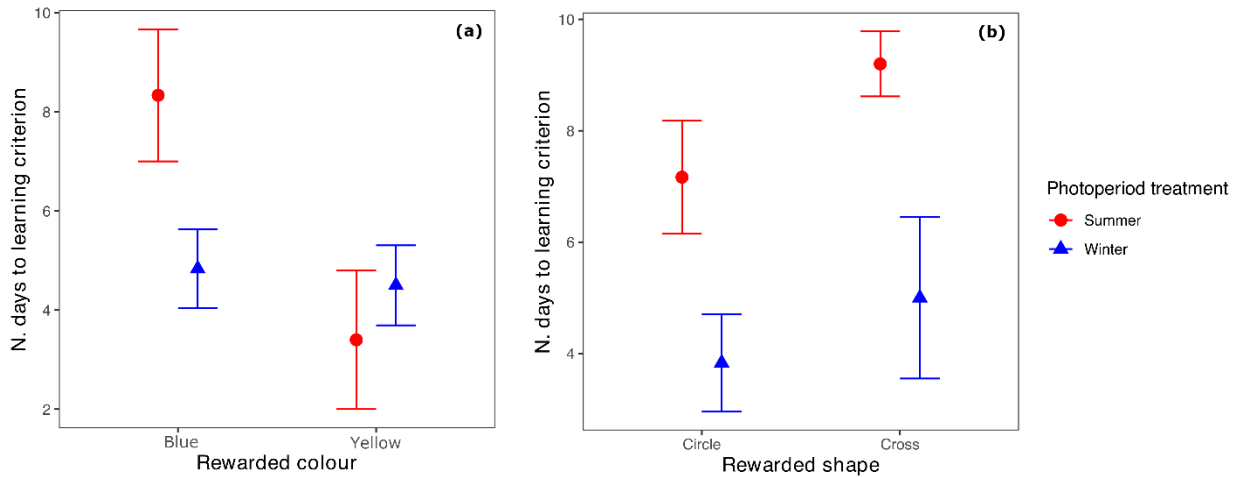 (a)
N. days to learning criterion
10
8
6
4
2
Blue Yellow
Rewarded colour
(b)
N. days to learning criterion
10
8
6
4
Circle Cross
Rewarded shape
Photoperiod treatment
Summer
Winter